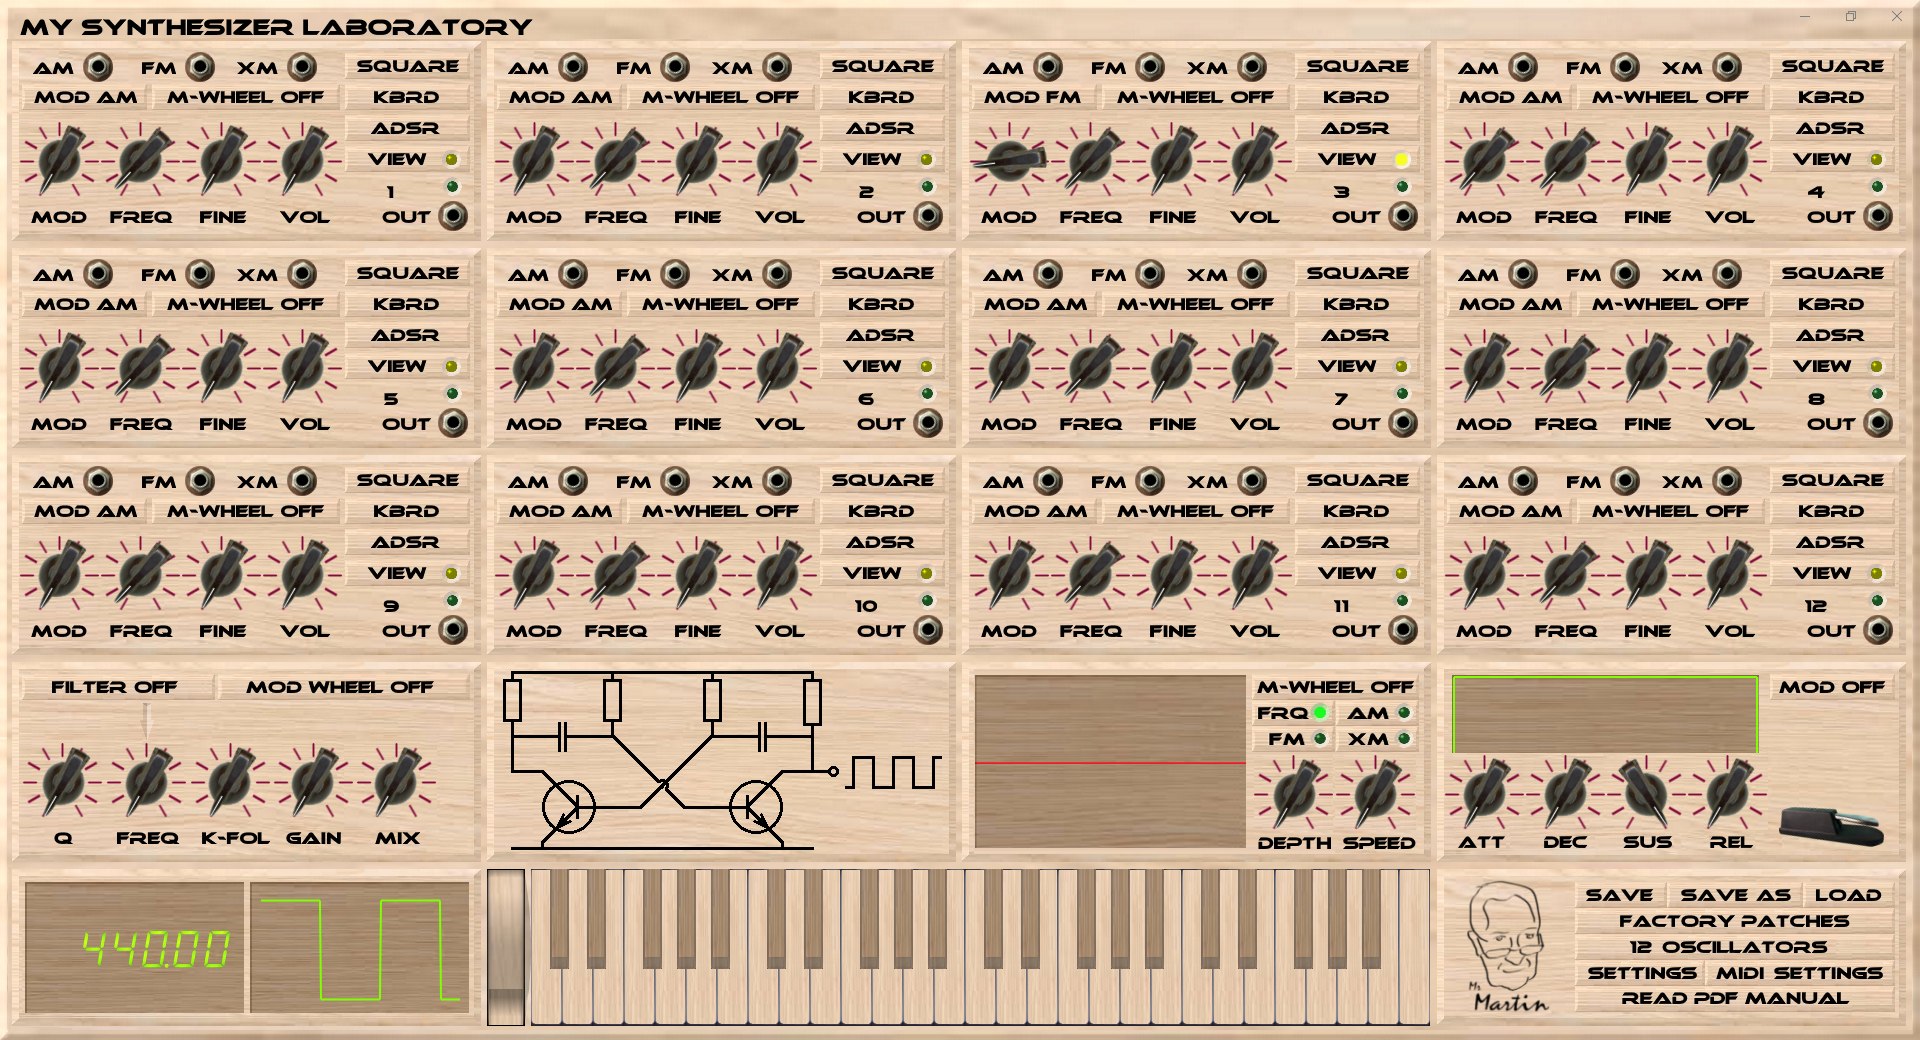 MY SYNTHESIZER LABORATORY
AM FM XM SQUARE
MOD AM M-WHEEL OFF KBRD
ADSR
VIEW
1
MOD FREQ FINE VOL OUT
AM FM XM SQUARE
MOD AM M-WHEEL OFF KBRD
ADSR
VIEW
2
MOD FREQ FINE VOL OUT
AM FM XM SQUARE
MOD FM M-WHEEL OFF KBRD
ADSR
VIEW
3
MOD FREQ FINE VOL OUT
AM FM XM SQUARE
MOD AM M-WHEEL OFF KBRD
ADSR
VIEW
4
MOD FREQ FINE VOL OUT
AM FM XM SQUARE
MOD AM M-WHEEL OFF KBRD
ADSR
VIEW
5
MOD FREQ FINE VOL OUT
AM FM XM SQUARE
MOD AM M-WHEEL OFF KBRD
ADSR
VIEW
6
MOD FREQ FINE VOL OUT
AM FM XM SQUARE
MOD AM M-WHEEL OFF KBRD
ADSR
VIEW
7
MOD FREQ FINE VOL OUT
AM FM XM SQUARE
MOD AM M-WHEEL OFF KBRD
ADSR
VIEW
8
MOD FREQ FINE VOL OUT
AM FM XM SQUARE
MOD AM M-WHEEL OFF KBRD
ADSR
VIEW
9
MOD FREQ FINE VOL OUT
AM FM XM SQUARE
MOD AM M-WHEEL OFF KBRD
ADSR
VIEW
10
MOD FREQ FINE VOL OUT
AM FM XM SQUARE
MOD AM M-WHEEL OFF KBRD
ADSR
VIEW
11
MOD FREQ FINE VOL OUT
AM FM XM SQUARE
MOD AM M-WHEEL OFF KBRD
ADSR
VIEW
12
MOD FREQ FINE VOL OUT
FILTER OFF MOD WHEEL OFF
Q FREQ K-FOL GAIN MIX
M-WHEEL OFF
FRQ AM
FM XM
DEPTH SPEED
MOD OFF
ATT DEC SUS REL
440.00
Mr Martin
SAVE SAVE AS LOAD
FACTORY PATCHES
12 OSCILLATORS
SETTINGS MIDI SETTINGS
READ PDF MANUAL